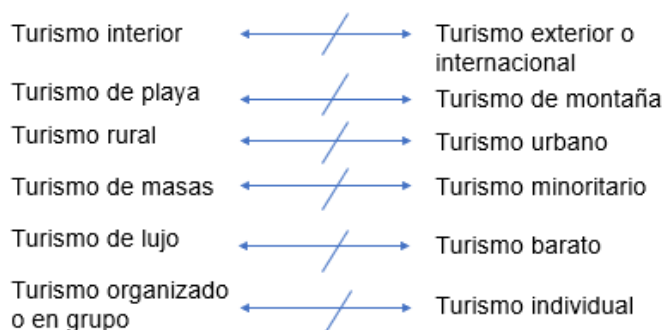 Turismo interior
Turismo exterior o
internacional
Turismo de playa
Turismo de montaña
Turismo rural
Turismo urbano
Turismo de masas
Turismo minoritario
Turismo de lujo
Turismo barato
Turismo organizado
o en grupo
Turismo individual